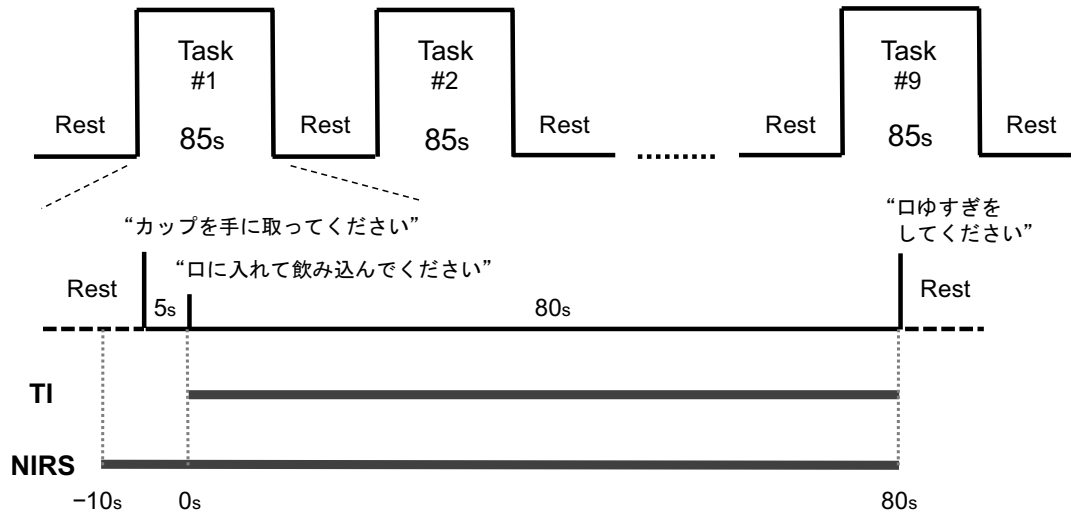 Task
#1
Task
#2
Task
#9
Rest
Rest
Rest
Rest
Rest
85s
85s
85s
“カップを手に取ってください”
“口ゆすぎを
してください”
“口に入れて飲み込んでください”
Rest
5s
80s
Rest
TI
NIRS
−10s
0s
80s